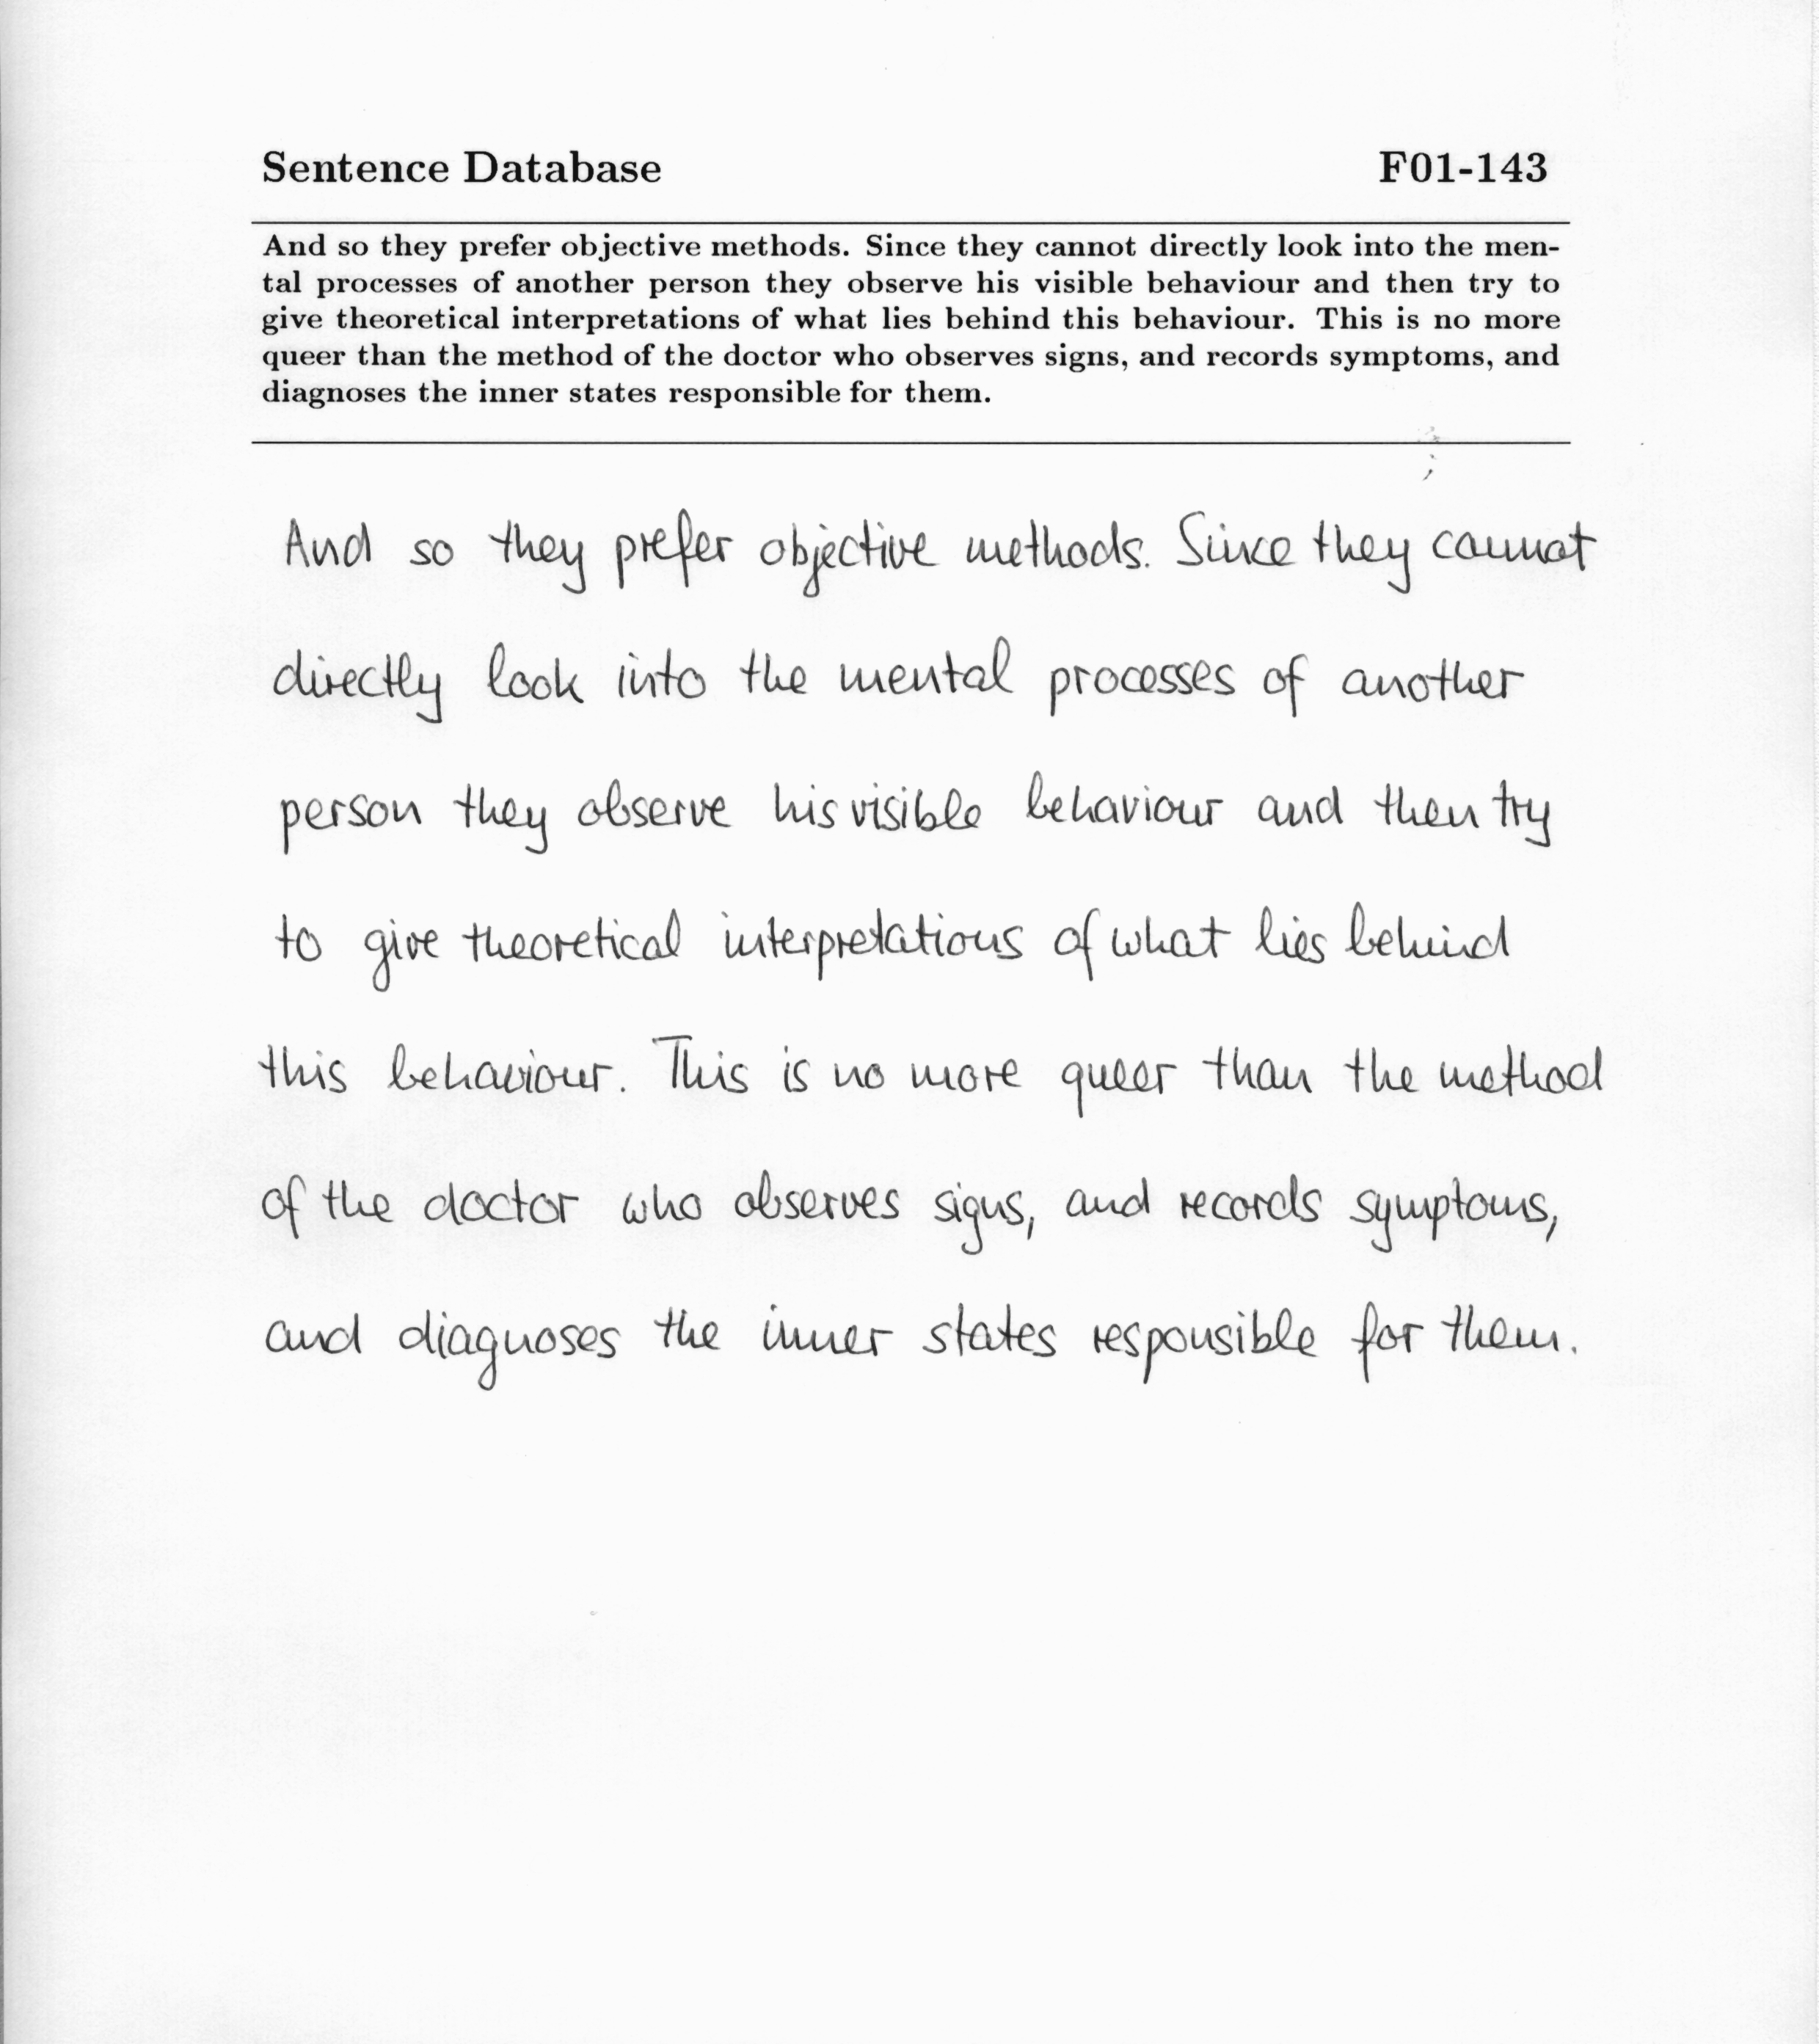 Sentence Database F01-143
And so they prefer objective methods. Since they cannot directly look into the men-
tal processes of another person they observe his visible behaviour and then try to
give theoretical interpretations of what lies behind this behaviour. This is no more
queer than the method of the doctor who observes signs, and records symptoms, and
diagnoses the inner states responsible for them.
And so they prefer objective methods. Since they cannot
directly look into the mental processes of another
person they observe his visible behaviour and then try
to give theoretical interpretations of what lies behind
this behaviour. This is no more queer than the method
of the doctor who observes signs, and records symptoms,
and diagnoses the inner states responsible for them.